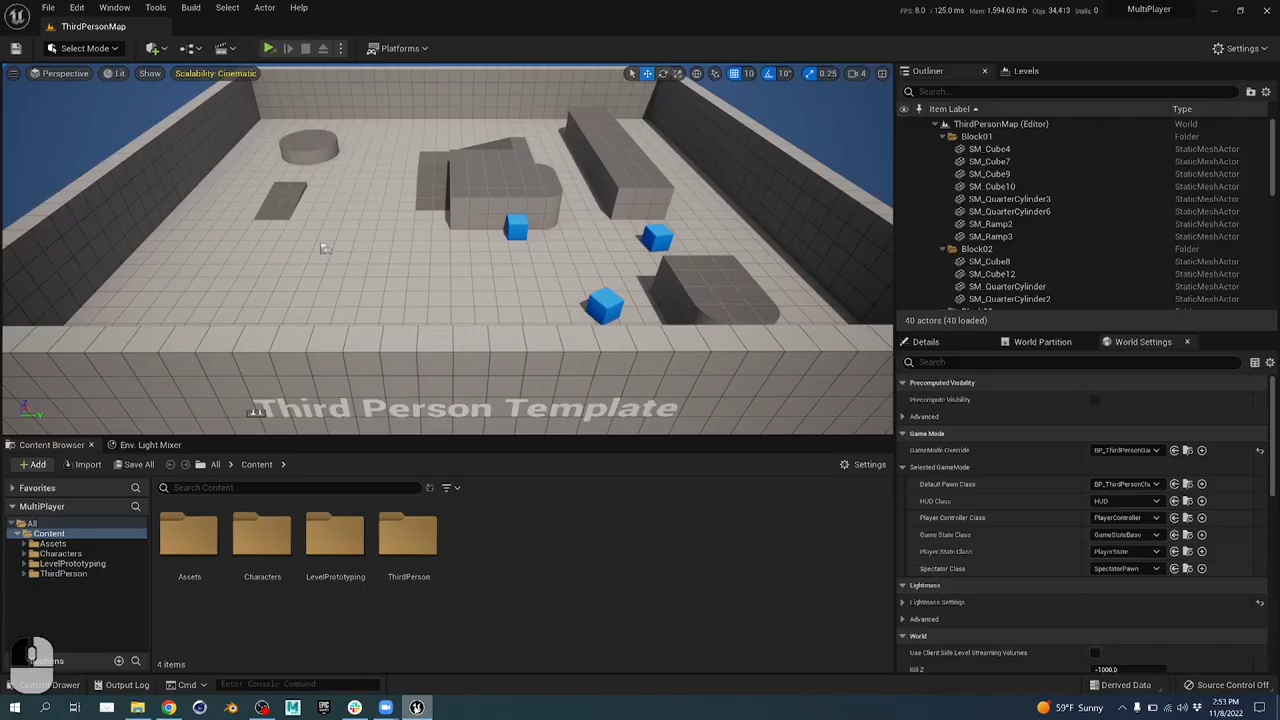 File Edit Window Tools Build Select Actor Help
FPS: 8.0 / 125.0 ms Mem: 1,594.63 mb Objs: 34,413 Stalls: 0
MultiPlayer
ThirdPersonMap
Select Mode
Platforms
Settings
Perspective Lit Show Scalability: Cinematic
10 10° 0.25 4
Third Person Template
Outliner Levels
Search...
Item Label Type
ThirdPersonMap (Editor) World
Block01 Folder
SM_Cube4 StaticMeshActor
SM_Cube7 StaticMeshActor
SM_Cube9 StaticMeshActor
SM_Cube10 StaticMeshActor
SM_QuarterCylinder3 StaticMeshActor
SM_QuarterCylinder6 StaticMeshActor
SM_Ramp2 StaticMeshActor
SM_Ramp3 StaticMeshActor
Block02 Folder
SM_Cube8 StaticMeshActor
SM_Cube12 StaticMeshActor
SM_QuarterCylinder StaticMeshActor
SM_QuarterCylinder2 StaticMeshActor
40 actors (40 loaded)
Details World Partition World Settings
Search
Precomputed Visibility
Precompute Visibility
Advanced
Game Mode
GameMode Override BP_ThirdPersonGa
Selected GameMode
Default Pawn Class BP_ThirdPersonCha
HUD Class HUD
Player Controller Class PlayerController
Game State Class GameStateBase
Player State Class PlayerState
Spectator Class SpectatorPawn
Lightmass
Lightmass Settings
Advanced
World
Use Client Side Level Streaming Volumes
Kill Z -1000.0
Content Browser Env. Light Mixer
Add Import Save All All Content Settings
Favorites
Search Content
MultiPlayer
All
Content
Assets
Characters
LevelPrototyping
ThirdPerson
Assets Characters LevelPrototyping ThirdPerson
4 items
Content Drawer Output Log Cmd Enter Console Command Derived Data Source Control Off
59°F Sunny
2:53 PM
11/8/2022